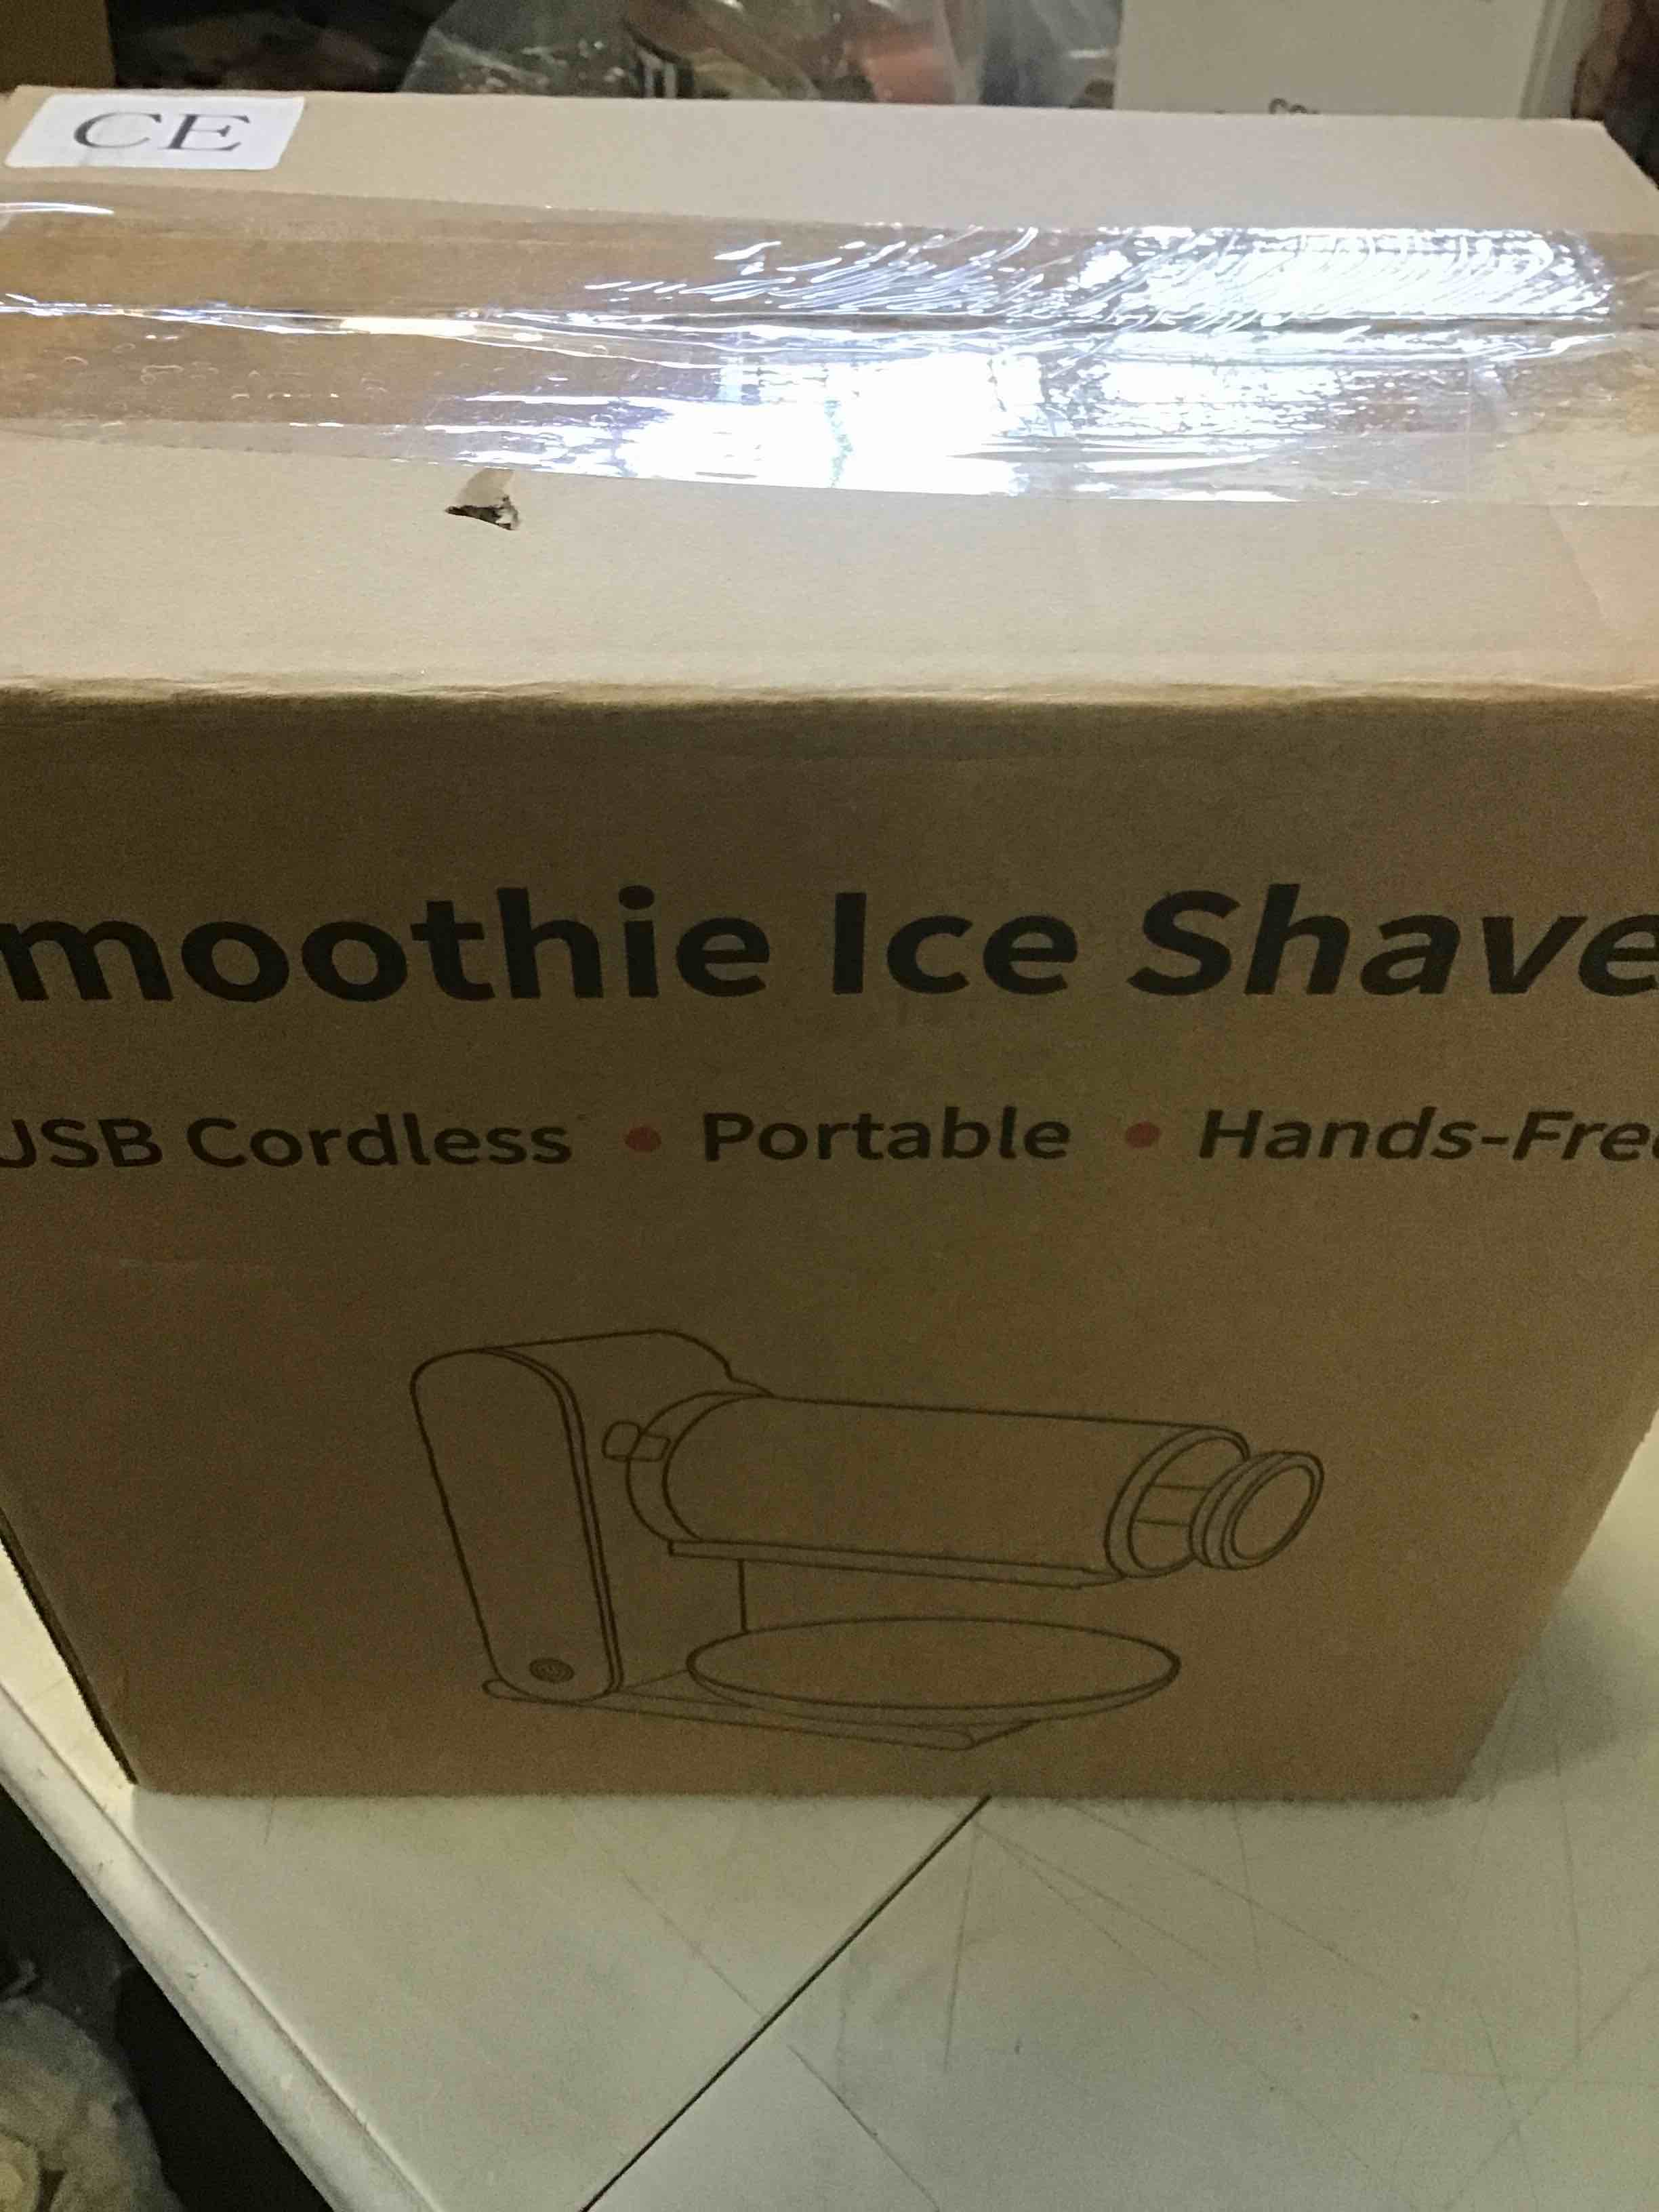 CE
moothie Ice Shave
USB Cordless • Portable • Hands-Fre